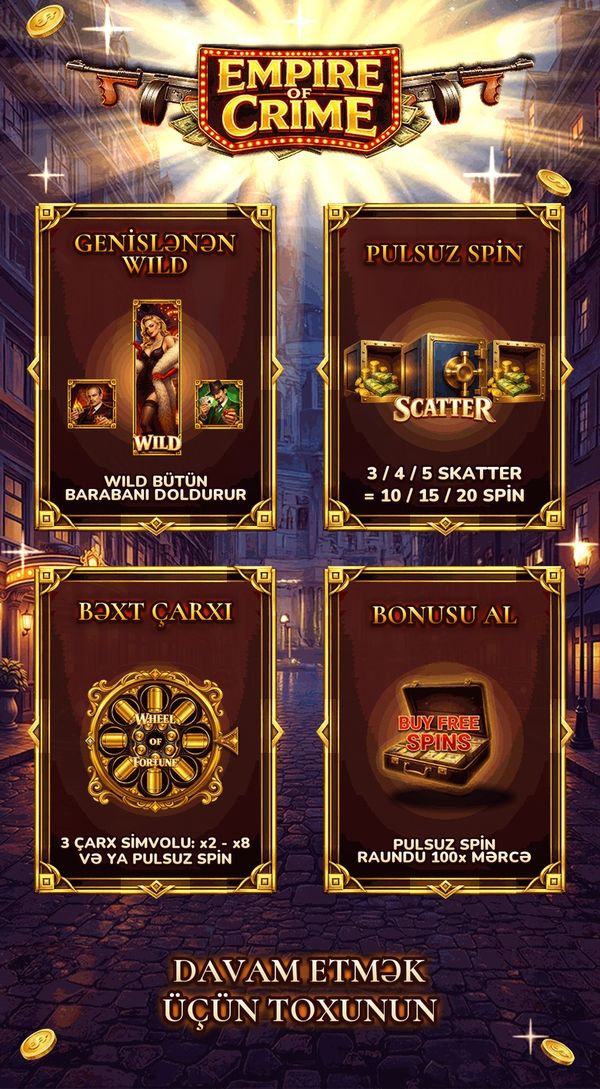 EMPIRE
OF
CRIME
GENİSLƏNƏN
WILD
WILD
WILD BÜTÜN
BARABANI DOLDURUR
PULSUZ SPİN
SCATTER
3 / 4 / 5 SKATTER
= 10 / 15 / 20 SPİN
BƏXT ÇARXI
WHEEL
OF
FORTUNE
3 ÇARX SİMVOLU: x2 - x8
VƏ YA PULSUZ SPİN
BONUSU AL
BUY FREE
SPINS
PULSUZ SPİN
RAUNDU 100x MƏRCƏ
DAVAM ETMƏK
ÜÇÜN TOXUNUN